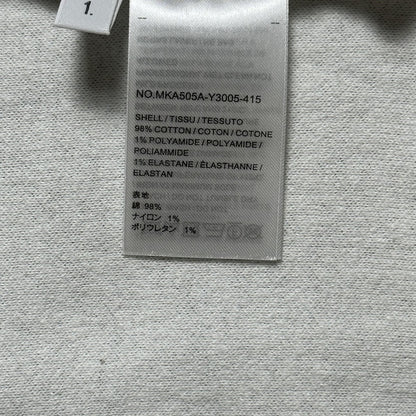 1.
NO.MKA505A-Y3005-415
SHELL / TISSU / TESSUTO
98% COTTON / COTON / COTONE
1% POLYAMIDE / POLYAMIDE /
POLIAMMIDE
1% ELASTANE / ÉLASTHANNE /
ELASTAN
表地
綿 98%
ナイロン 1%
ポリウレタン 1%